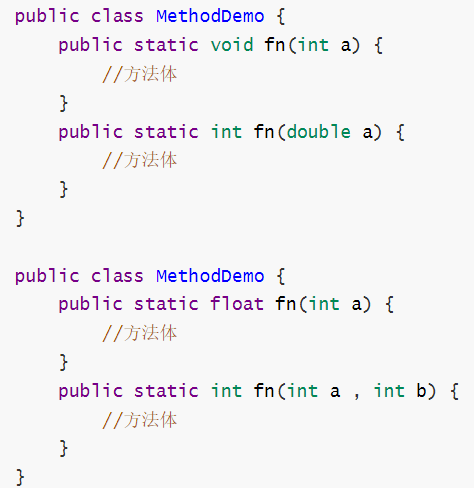 public class MethodDemo {
    public static void fn(int a) {
        //方法体
    }
    public static int fn(double a) {
        //方法体
    }
}

public class MethodDemo {
    public static float fn(int a) {
        //方法体
    }
    public static int fn(int a , int b) {
        //方法体
    }
}